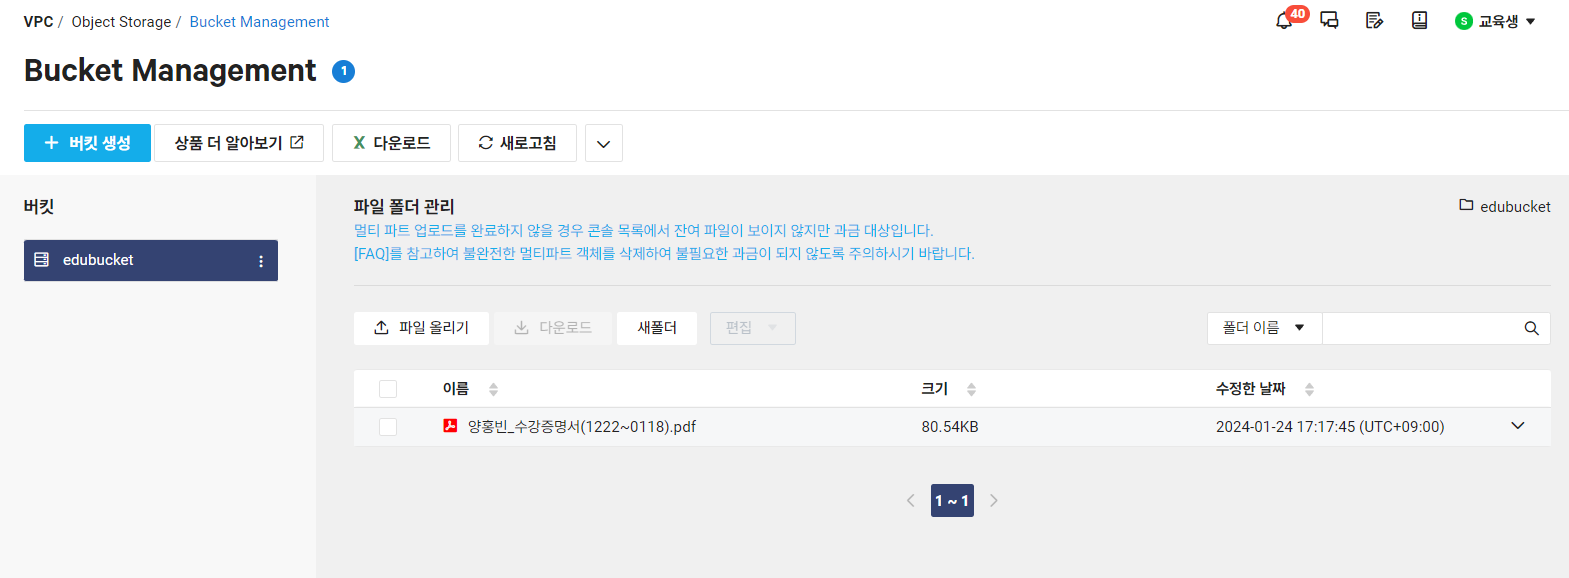 VPC / Object Storage / Bucket Management
40
S 교육생
Bucket Management 1
버킷 생성
상품 더 알아보기
X 다운로드
새로고침
버킷
edubucket
파일 폴더 관리
edubucket
멀티 파트 업로드를 완료하지 않을 경우 콘솔 목록에서 잔여 파일이 보이지 않지만 과금 대상입니다.
[FAQ]를 참고하여 불완전한 멀티파트 객체를 삭제하여 불필요한 과금이 되지 않도록 주의하시기 바랍니다.
파일 올리기
다운로드
새폴더
편집
폴더 이름
이름 크기 수정한 날짜
양홍빈_수강증명서(1222~0118).pdf 80.54KB 2024-01-24 17:17:45 (UTC+09:00)
1 ~ 1